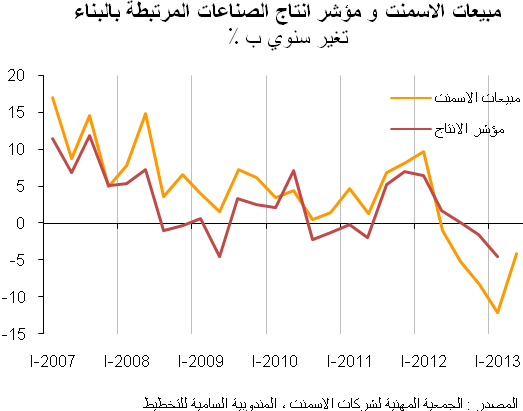 مبيعات الاسمنت و مؤشر انتاج الصناعات المرتبطة بالبناء
تغير سنوي ب %
20
15
10
5
0
-5
-10
-15
مبيعات الاسمنت
مؤشر الانتاج
I-2007 I-2008 I-2009 I-2010 I-2011 I-2012 I-2013
المصدر : الجمعية المهنية لشركات الاسمنت ، المندوبية السامية للتخطيط